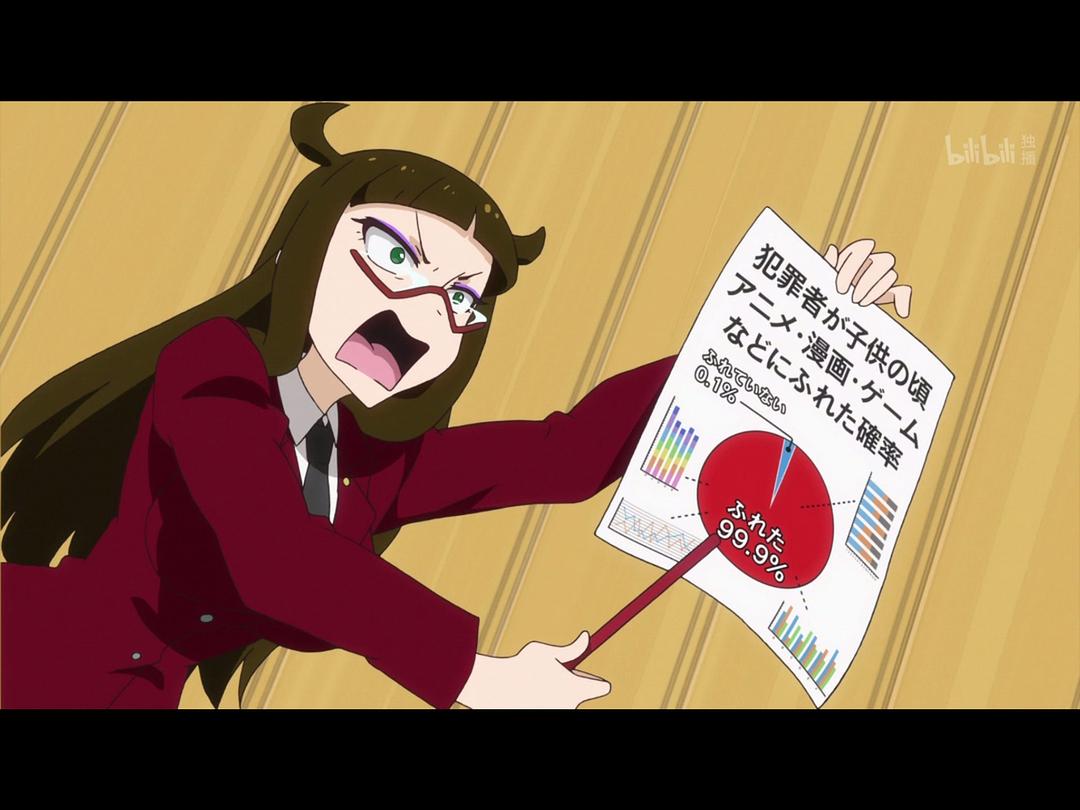 bilibili 独播
犯罪者が子供の頃
アニメ・漫画・ゲーム
などにふれた確率
ふれていない
0.1%
ふれた
99.9%